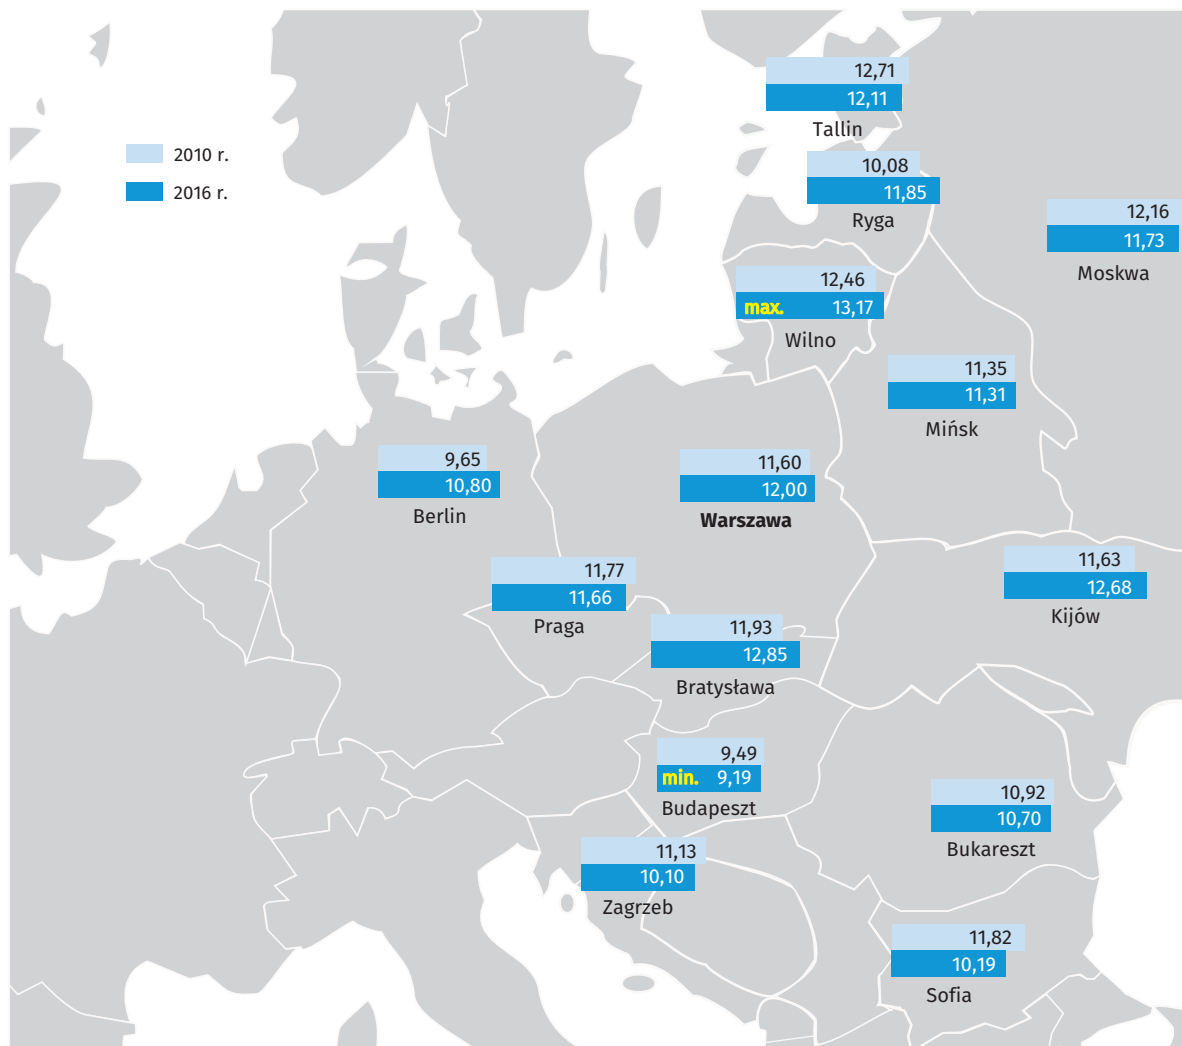 12,71
12,11
Tallin
2010 r.
2016 r.
10,08
11,85
Ryga
12,16
11,73
Moskwa
12,46
max. 13,17
Wilno
11,35
11,31
Mińsk
9,65
10,80
Berlin
11,60
12,00
Warszawa
11,63
12,68
Kijów
11,77
11,66
Praga
11,93
12,85
Bratysława
9,49
min. 9,19
Budapeszt
10,92
10,70
Bukareszt
11,13
10,10
Zagrzeb
11,82
10,19
Sofia